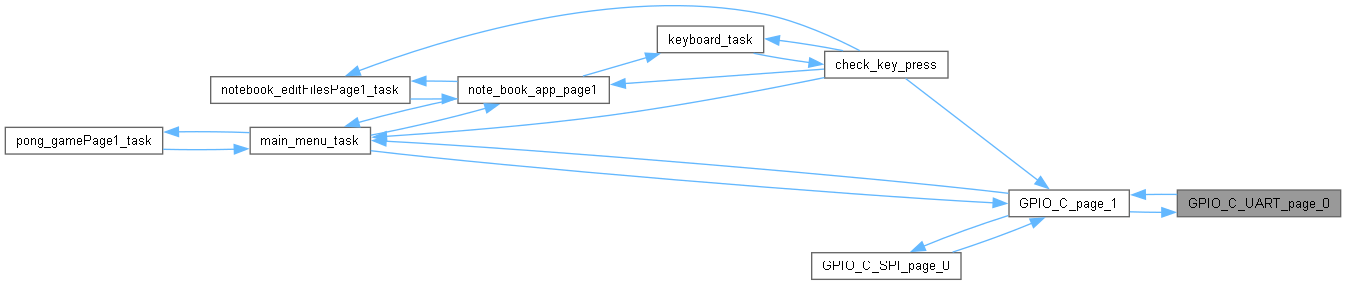 keyboard_task
check_key_press
notebook_editFilesPage1_task
note_book_app_page1
pong_gamePage1_task
main_menu_task
GPIO_C_page_1
GPIO_C_UART_page_0
GPIO_C_SPI_page_0